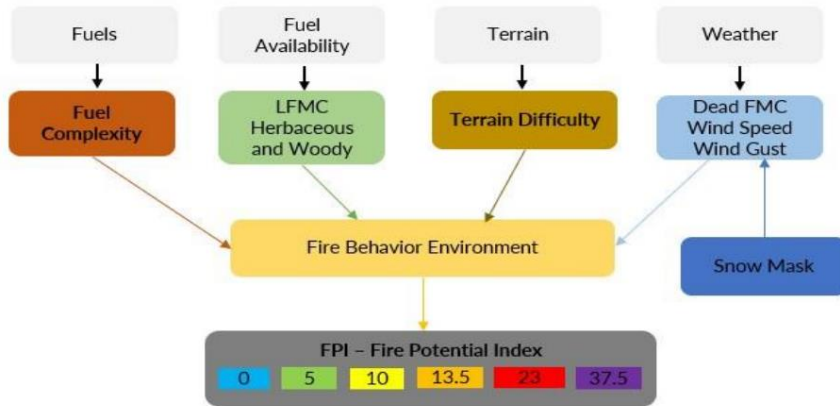 Fuels
Fuel
Availability
Terrain
Weather
Fuel
Complexity
LFMC
Herbaceous
and Woody
Terrain Difficulty
Dead FMC
Wind Speed
Wind Gust
Fire Behavior Environment
Snow Mask
FPI – Fire Potential Index
0 5 10 13.5 23 37.5